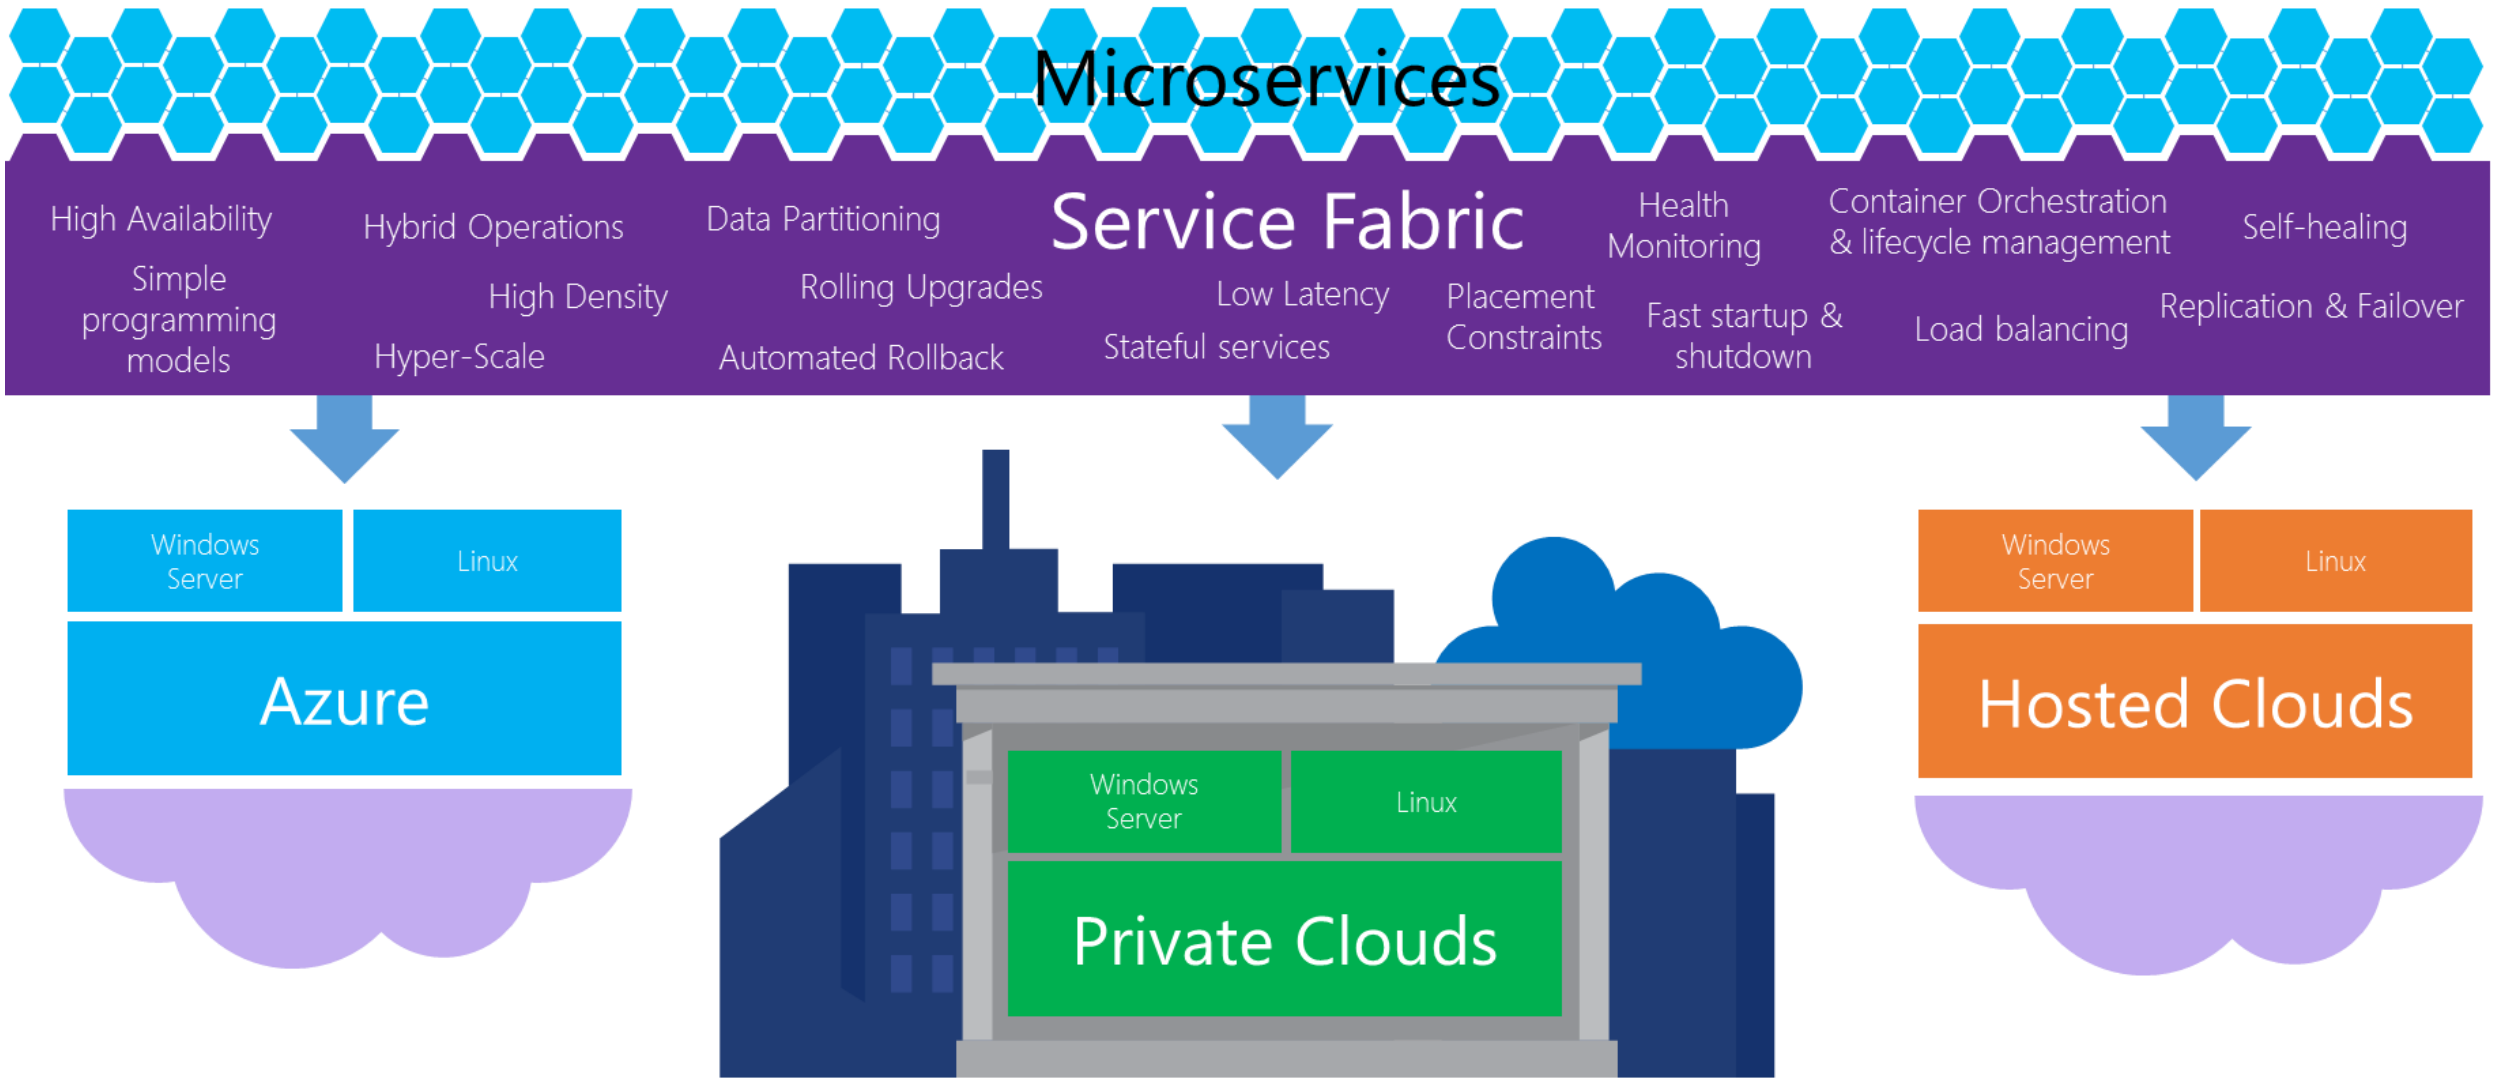 Microservices
Service Fabric
High Availability
Hybrid Operations
Data Partitioning
Health
Monitoring
Container Orchestration
& lifecycle management
Self-healing
Simple
programming
models
High Density
Rolling Upgrades
Low Latency
Placement
Constraints
Fast startup &
shutdown
Load balancing
Replication & Failover
Hyper-Scale
Automated Rollback
Stateful services
Windows
Server
Linux
Azure
Windows
Server
Linux
Private Clouds
Windows
Server
Linux
Hosted Clouds